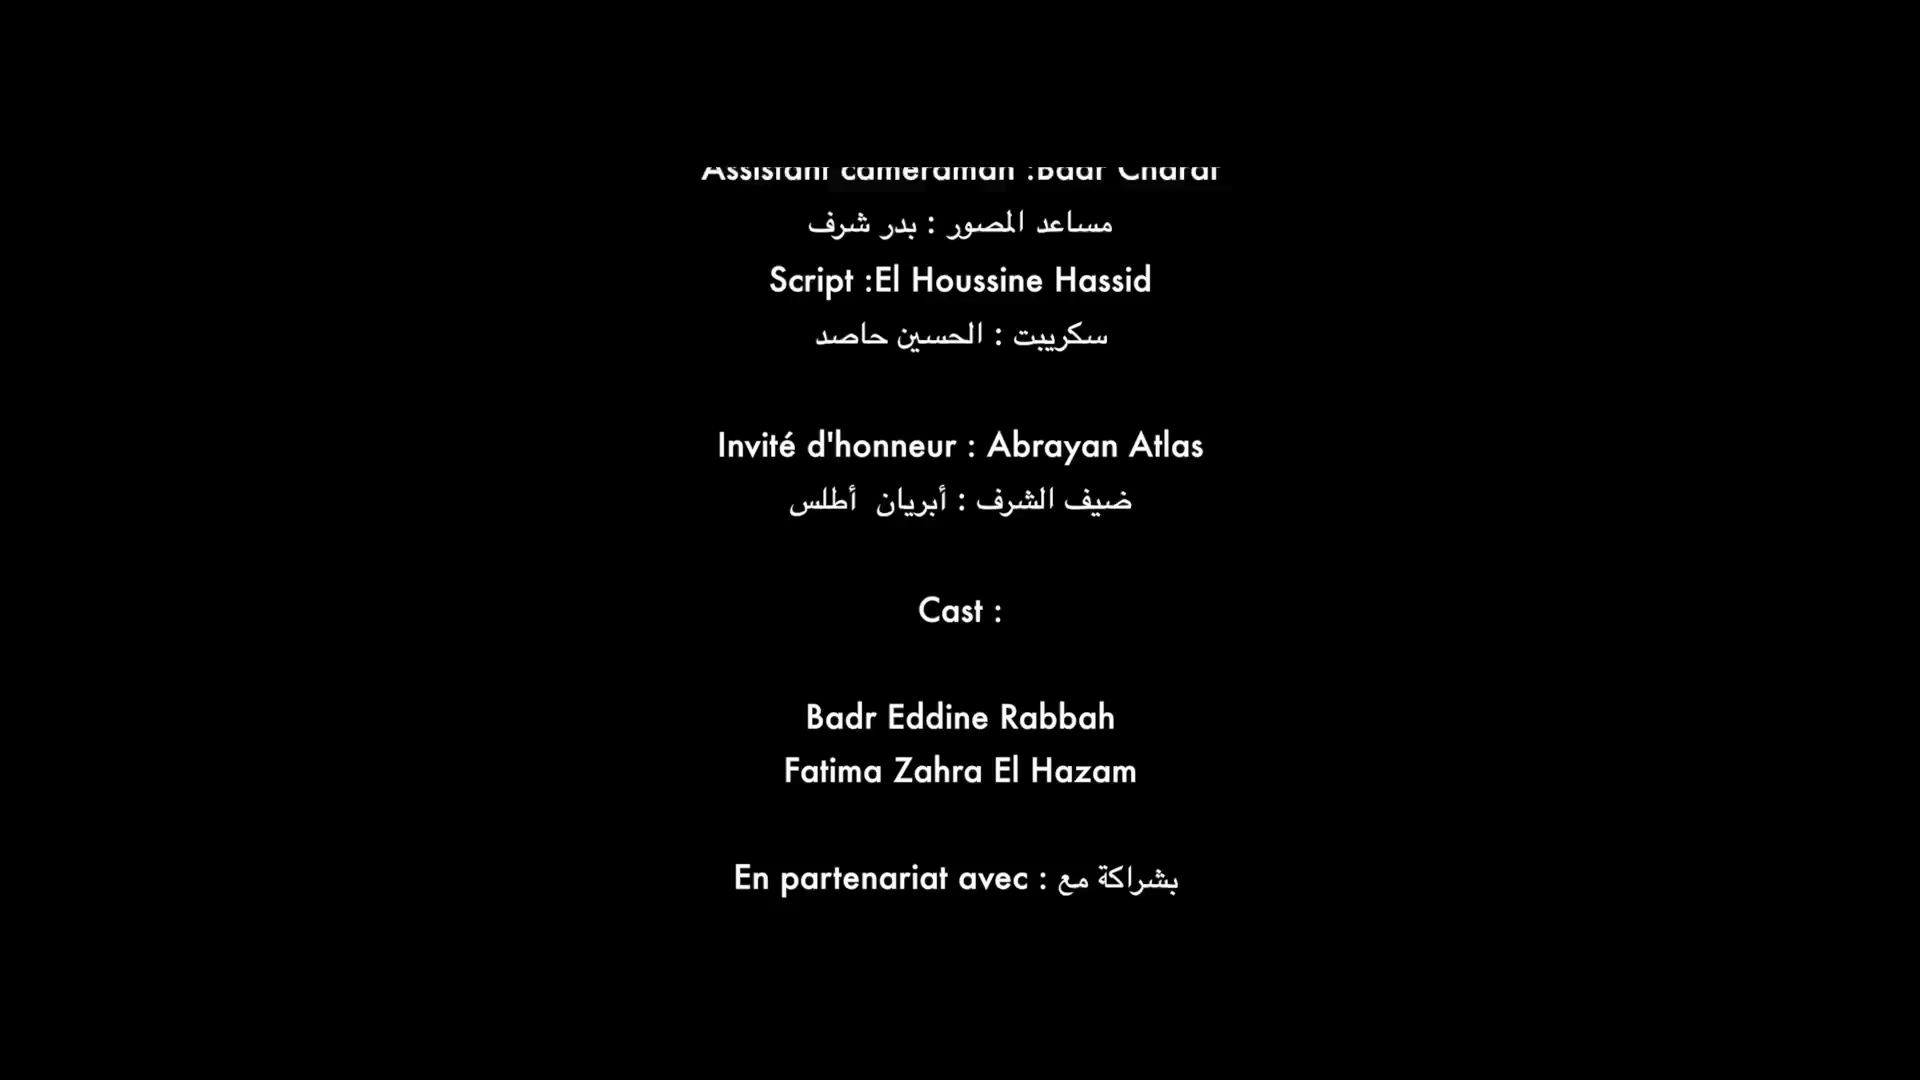 Assistant cameraman :Badr Charaf
مساعد المصور : بدر شرف
Script :El Houssine Hassid
سكريبت : الحسين حاصد
Invité d'honneur : Abrayan Atlas
ضيف الشرف : أبريان أطلس
Cast :
Badr Eddine Rabbah
Fatima Zahra El Hazam
En partenariat avec : بشراكة مع